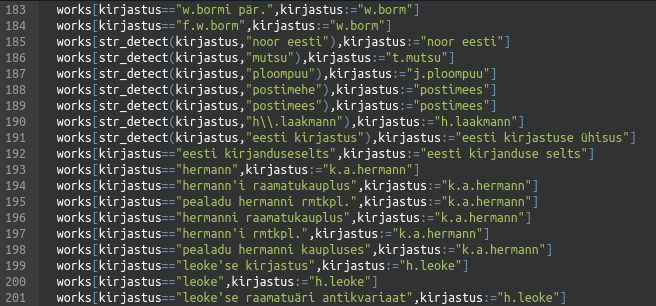 183 works[kirjastus=="w.bormi pär.",kirjastus:="w.borm"]
184 works[kirjastus=="f.w.borm",kirjastus:="w.borm"]
185 works[str_detect(kirjastus,"noor eesti"),kirjastus:="noor eesti"]
186 works[str_detect(kirjastus,"mutsu"),kirjastus:="t.mutsu"]
187 works[str_detect(kirjastus,"ploompuu"),kirjastus:="j.ploompuu"]
188 works[str_detect(kirjastus,"postimehe"),kirjastus:="postimees"]
189 works[str_detect(kirjastus,"postimees"),kirjastus:="postimees"]
190 works[str_detect(kirjastus,"h\\.laakmann"),kirjastus:="h.laakmann"]
191 works[str_detect(kirjastus,"eesti kirjastus"),kirjastus:="eesti kirjastuse ühisus"]
192 works[kirjastus=="eesti kirjanduseselts",kirjastus:="eesti kirjanduse selts"]
193 works[kirjastus=="hermann",kirjastus:="k.a.hermann"]
194 works[kirjastus=="hermann'i raamatukauplus",kirjastus:="k.a.hermann"]
195 works[kirjastus=="pealadu hermanni rmtkpl.",kirjastus:="k.a.hermann"]
196 works[kirjastus=="hermanni raamatukauplus",kirjastus:="k.a.hermann"]
197 works[kirjastus=="hermann'i rmtkpl.",kirjastus:="k.a.hermann"]
198 works[kirjastus=="pealadu hermanni kaupluses",kirjastus:="k.a.hermann"]
199 works[kirjastus=="leoke'se kirjastus",kirjastus:="h.leoke"]
200 works[kirjastus=="leoke",kirjastus:="h.leoke"]
201 works[kirjastus=="leoke'se raamatuäri antikvariaat",kirjastus:="h.leoke"]